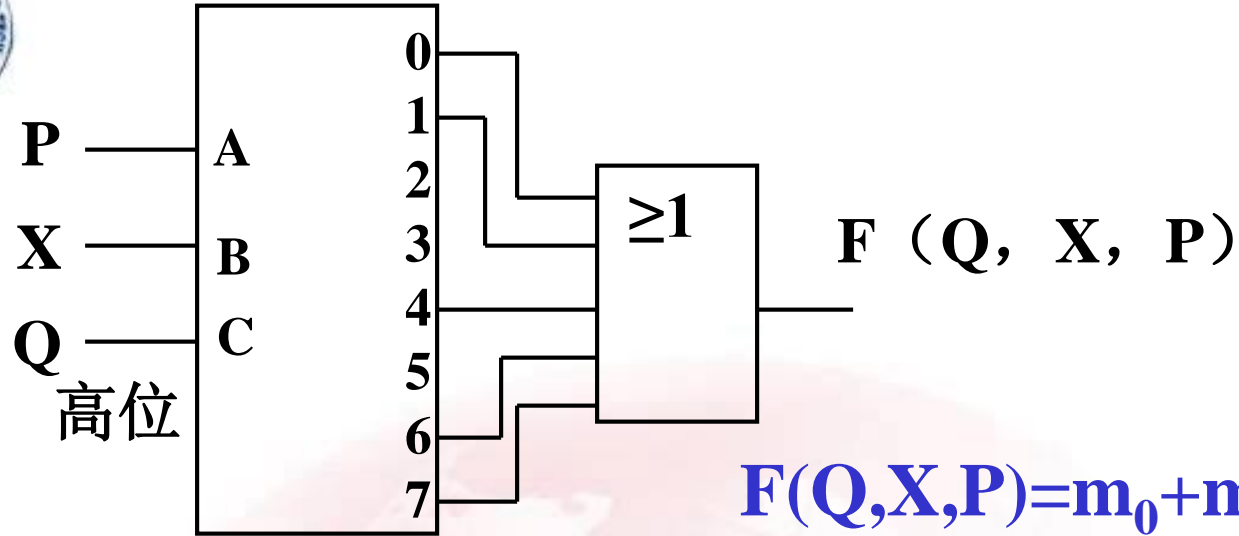 0
1
2
3
4
5
6
7
P A
X B
Q C
高位
≥1
F（Q，X，P）
F(Q,X,P)=m₀+